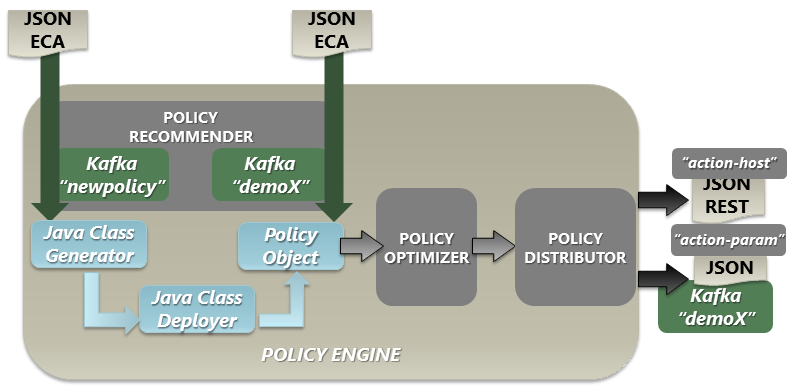 JSON
ECA
JSON
ECA
POLICY
RECOMMENDER
Kafka
"newpolicy"
Kafka
"demoX"
Java Class
Generator
Policy
Object
Java Class
Deployer
POLICY
OPTIMIZER
POLICY
DISTRIBUTOR
"action-host"
JSON
REST
"action-param"
JSON
Kafka
"demoX"
POLICY ENGINE